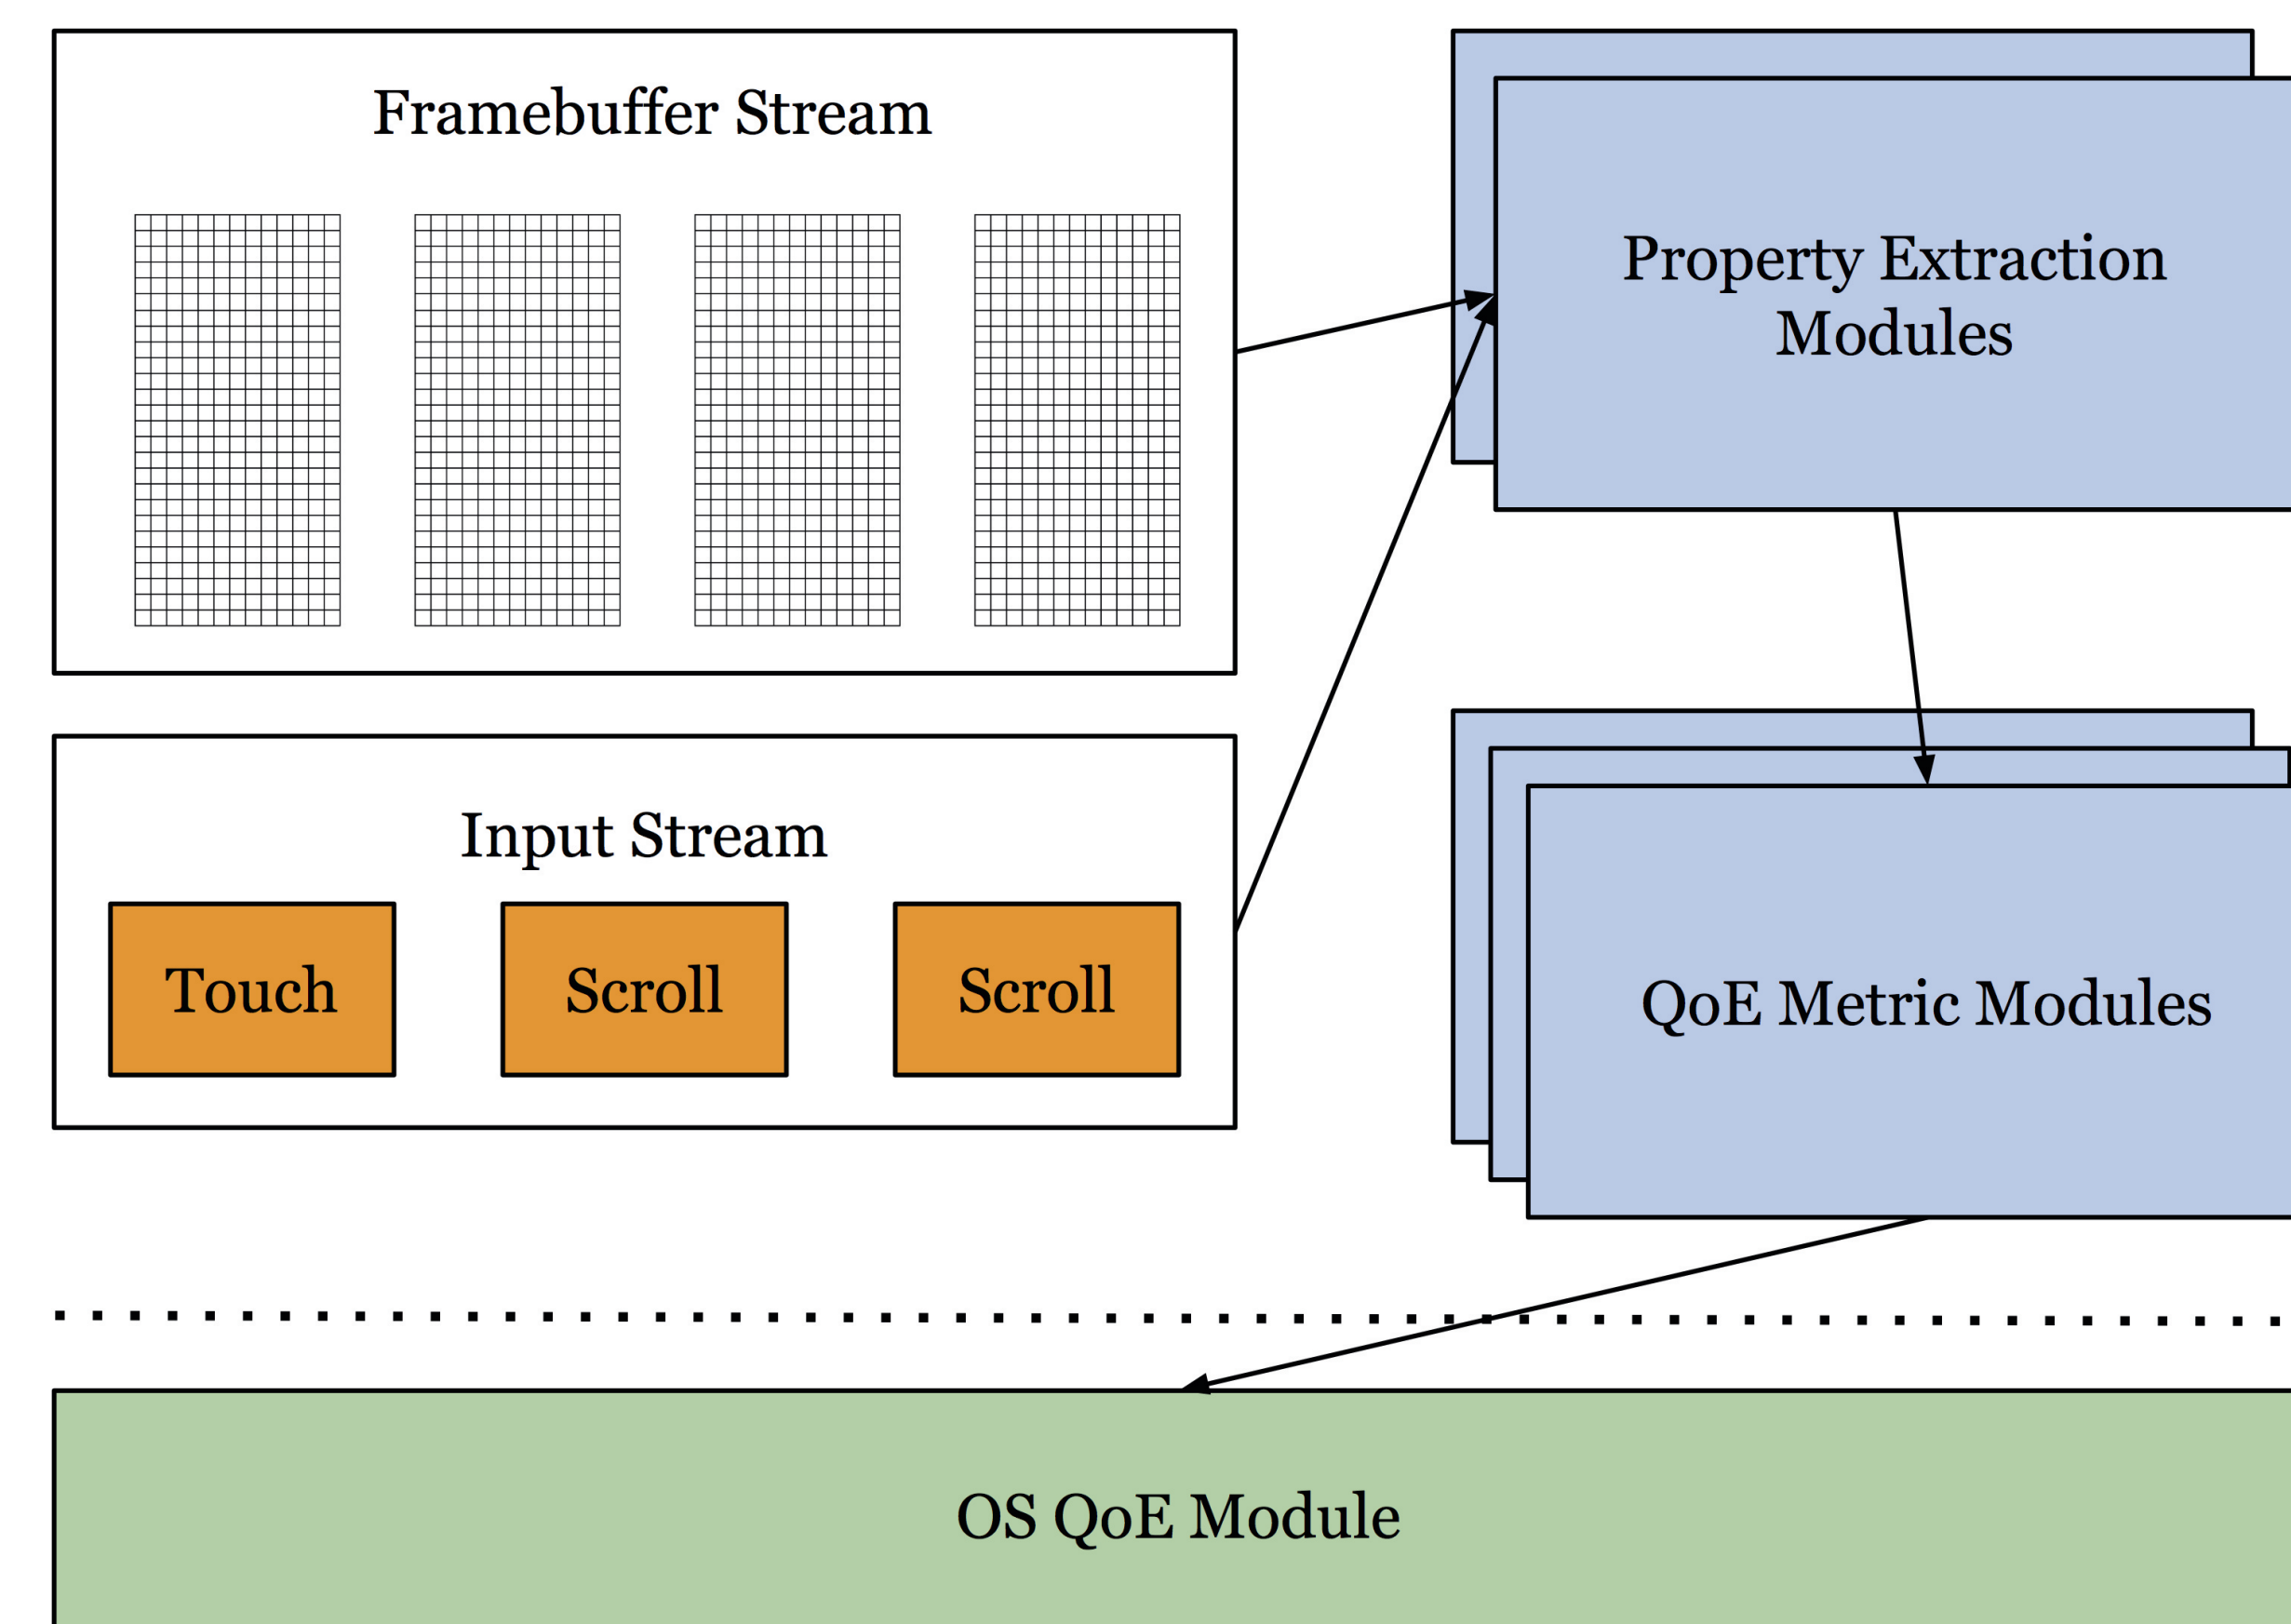 Framebuffer Stream
Property Extraction
Modules
Input Stream
Touch
Scroll
Scroll
QoE Metric Modules
OS QoE Module